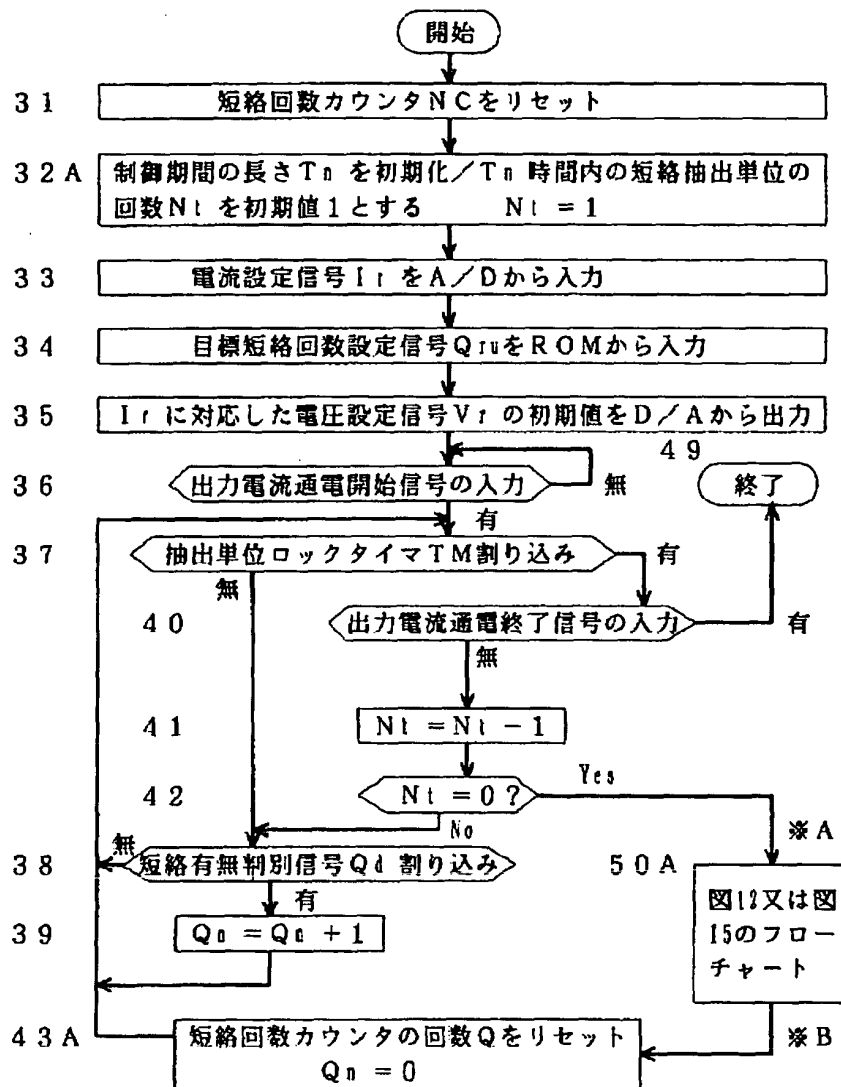 開始
31 短絡回数カウンタNCをリセット
32A 制御期間の長さTn を初期化/Tn 時間内の短絡抽出単位の
回数Nt を初期値1とする Nt=1
33 電流設定信号Ir をA/Dから入力
34 目標短絡回数設定信号QruをROMから入力
35 Ir に対応した電圧設定信号Vr の初期値をD/Aから出力
49
36 出力電流通電開始信号の入力 無 終了
有
37 抽出単位ロックタイマTM割り込み 有
無
40 出力電流通電終了信号の入力 有
無
41 Nt=Nt-1
42 Nt=0? Yes
No ※A
38 無 短絡有無判別信号Qd 割り込み 50A
有
39 Qn=Qn+1
図12又は図
15のフロー
チャート
43A 短絡回数カウンタの回数Qをリセット ※B
Qn=0